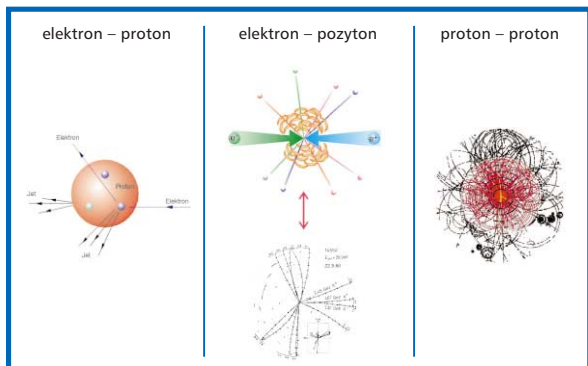 elektron – proton
elektron – pozyton
proton – proton
Elektron
Proton
Jet
Elektron
Jet